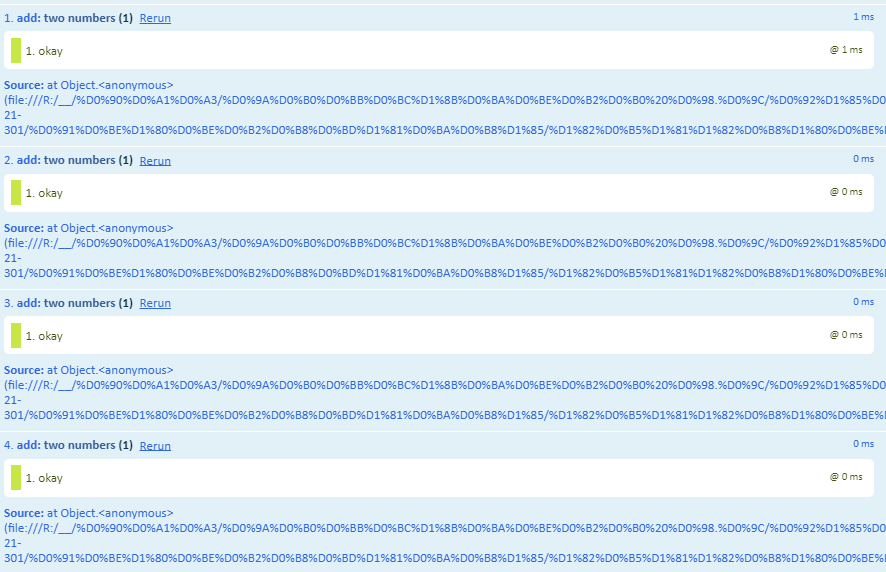 1. add: two numbers (1) Rerun 1 ms
1. okay @ 1 ms
Source: at Object.<anonymous>
(file:///R:/__/%D0%90%D0%A1%D0%A3/%D0%9A%D0%B0%D0%BB%D0%BC%D1%8B%D0%BA%D0%BE%D0%B2%D0%B0%20%D0%98.%D0%9C/%D0%92%D1%85%D0
21-
301/%D0%91%D0%BE%D1%80%D0%BE%D0%B2%D0%B8%D0%BD%D1%81%D0%BA%D0%B8%D1%85/%D1%82%D0%B5%D1%81%D1%82%D0%B8%D1%80%D0%BE%D
2. add: two numbers (1) Rerun 0 ms
1. okay @ 0 ms
Source: at Object.<anonymous>
(file:///R:/__/%D0%90%D0%A1%D0%A3/%D0%9A%D0%B0%D0%BB%D0%BC%D1%8B%D0%BA%D0%BE%D0%B2%D0%B0%20%D0%98.%D0%9C/%D0%92%D1%85%D0
21-
301/%D0%91%D0%BE%D1%80%D0%BE%D0%B2%D0%B8%D0%BD%D1%81%D0%BA%D0%B8%D1%85/%D1%82%D0%B5%D1%81%D1%82%D0%B8%D1%80%D0%BE%D
3. add: two numbers (1) Rerun 0 ms
1. okay @ 0 ms
Source: at Object.<anonymous>
(file:///R:/__/%D0%90%D0%A1%D0%A3/%D0%9A%D0%B0%D0%BB%D0%BC%D1%8B%D0%BA%D0%BE%D0%B2%D0%B0%20%D0%98.%D0%9C/%D0%92%D1%85%D0
21-
301/%D0%91%D0%BE%D1%80%D0%BE%D0%B2%D0%B8%D0%BD%D1%81%D0%BA%D0%B8%D1%85/%D1%82%D0%B5%D1%81%D1%82%D0%B8%D1%80%D0%BE%D
4. add: two numbers (1) Rerun 0 ms
1. okay @ 0 ms
Source: at Object.<anonymous>
(file:///R:/__/%D0%90%D0%A1%D0%A3/%D0%9A%D0%B0%D0%BB%D0%BC%D1%8B%D0%BA%D0%BE%D0%B2%D0%B0%20%D0%98.%D0%9C/%D0%92%D1%85%D0
21-
301/%D0%91%D0%BE%D1%80%D0%BE%D0%B2%D0%B8%D0%BD%D1%81%D0%BA%D0%B8%D1%85/%D1%82%D0%B5%D1%81%D1%82%D0%B8%D1%80%D0%BE%D